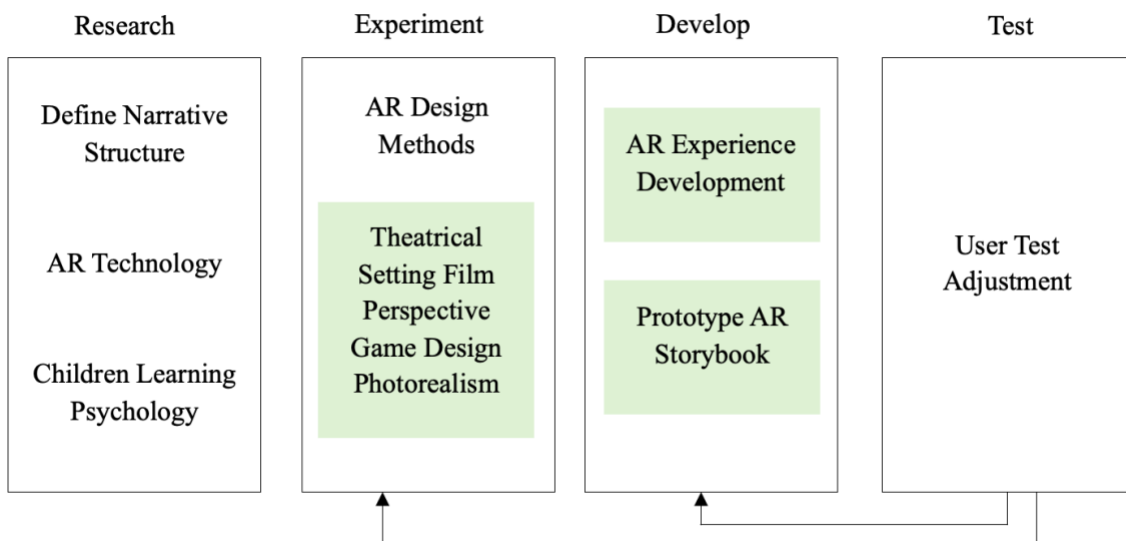 Research
Define Narrative
Structure
AR Technology
Children Learning
Psychology
Experiment
AR Design
Methods
Theatrical
Setting Film
Perspective
Game Design
Photorealism
Develop
AR Experience
Development
Prototype AR
Storybook
Test
User Test
Adjustment